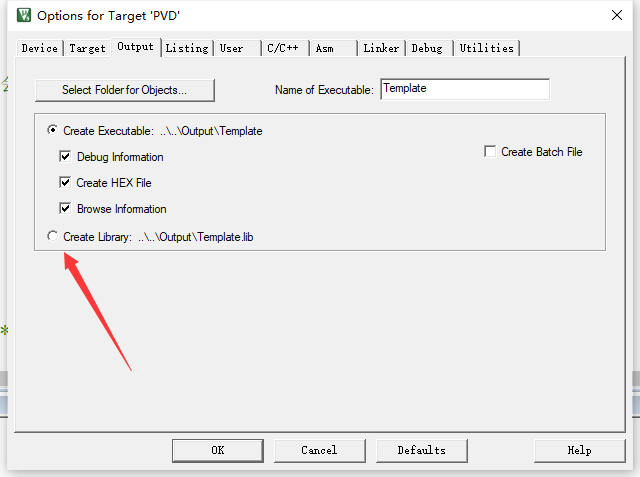 Options for Target 'PVD'
Device Target Output Listing User C/C++ Asm Linker Debug Utilities
Select Folder for Objects... Name of Executable: Template
Create Executable: ..\..\Output\Template
Debug Information Create Batch File
Create HEX File
Browse Information
Create Library: ..\..\Output\Template.lib
*
OK Cancel Defaults Help